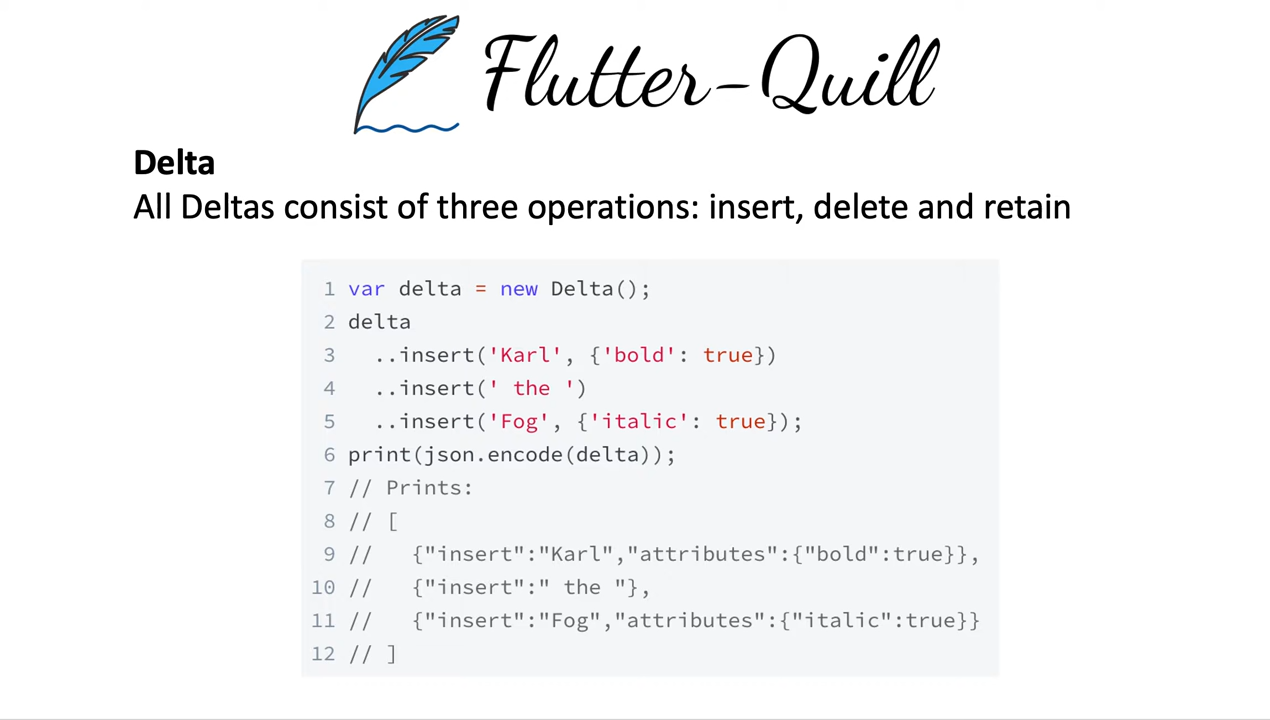 Flutter-Quill
Delta
All Deltas consist of three operations: insert, delete and retain
1 var delta = new Delta();
2 delta
3   ..insert('Karl', {'bold': true})
4   ..insert(' the ')
5   ..insert('Fog', {'italic': true});
6 print(json.encode(delta));
7 // Prints:
8 // [
9 //   {"insert":"Karl","attributes":{"bold":true}},
10 //   {"insert":" the "},
11 //   {"insert":"Fog","attributes":{"italic":true}}
12 // ]